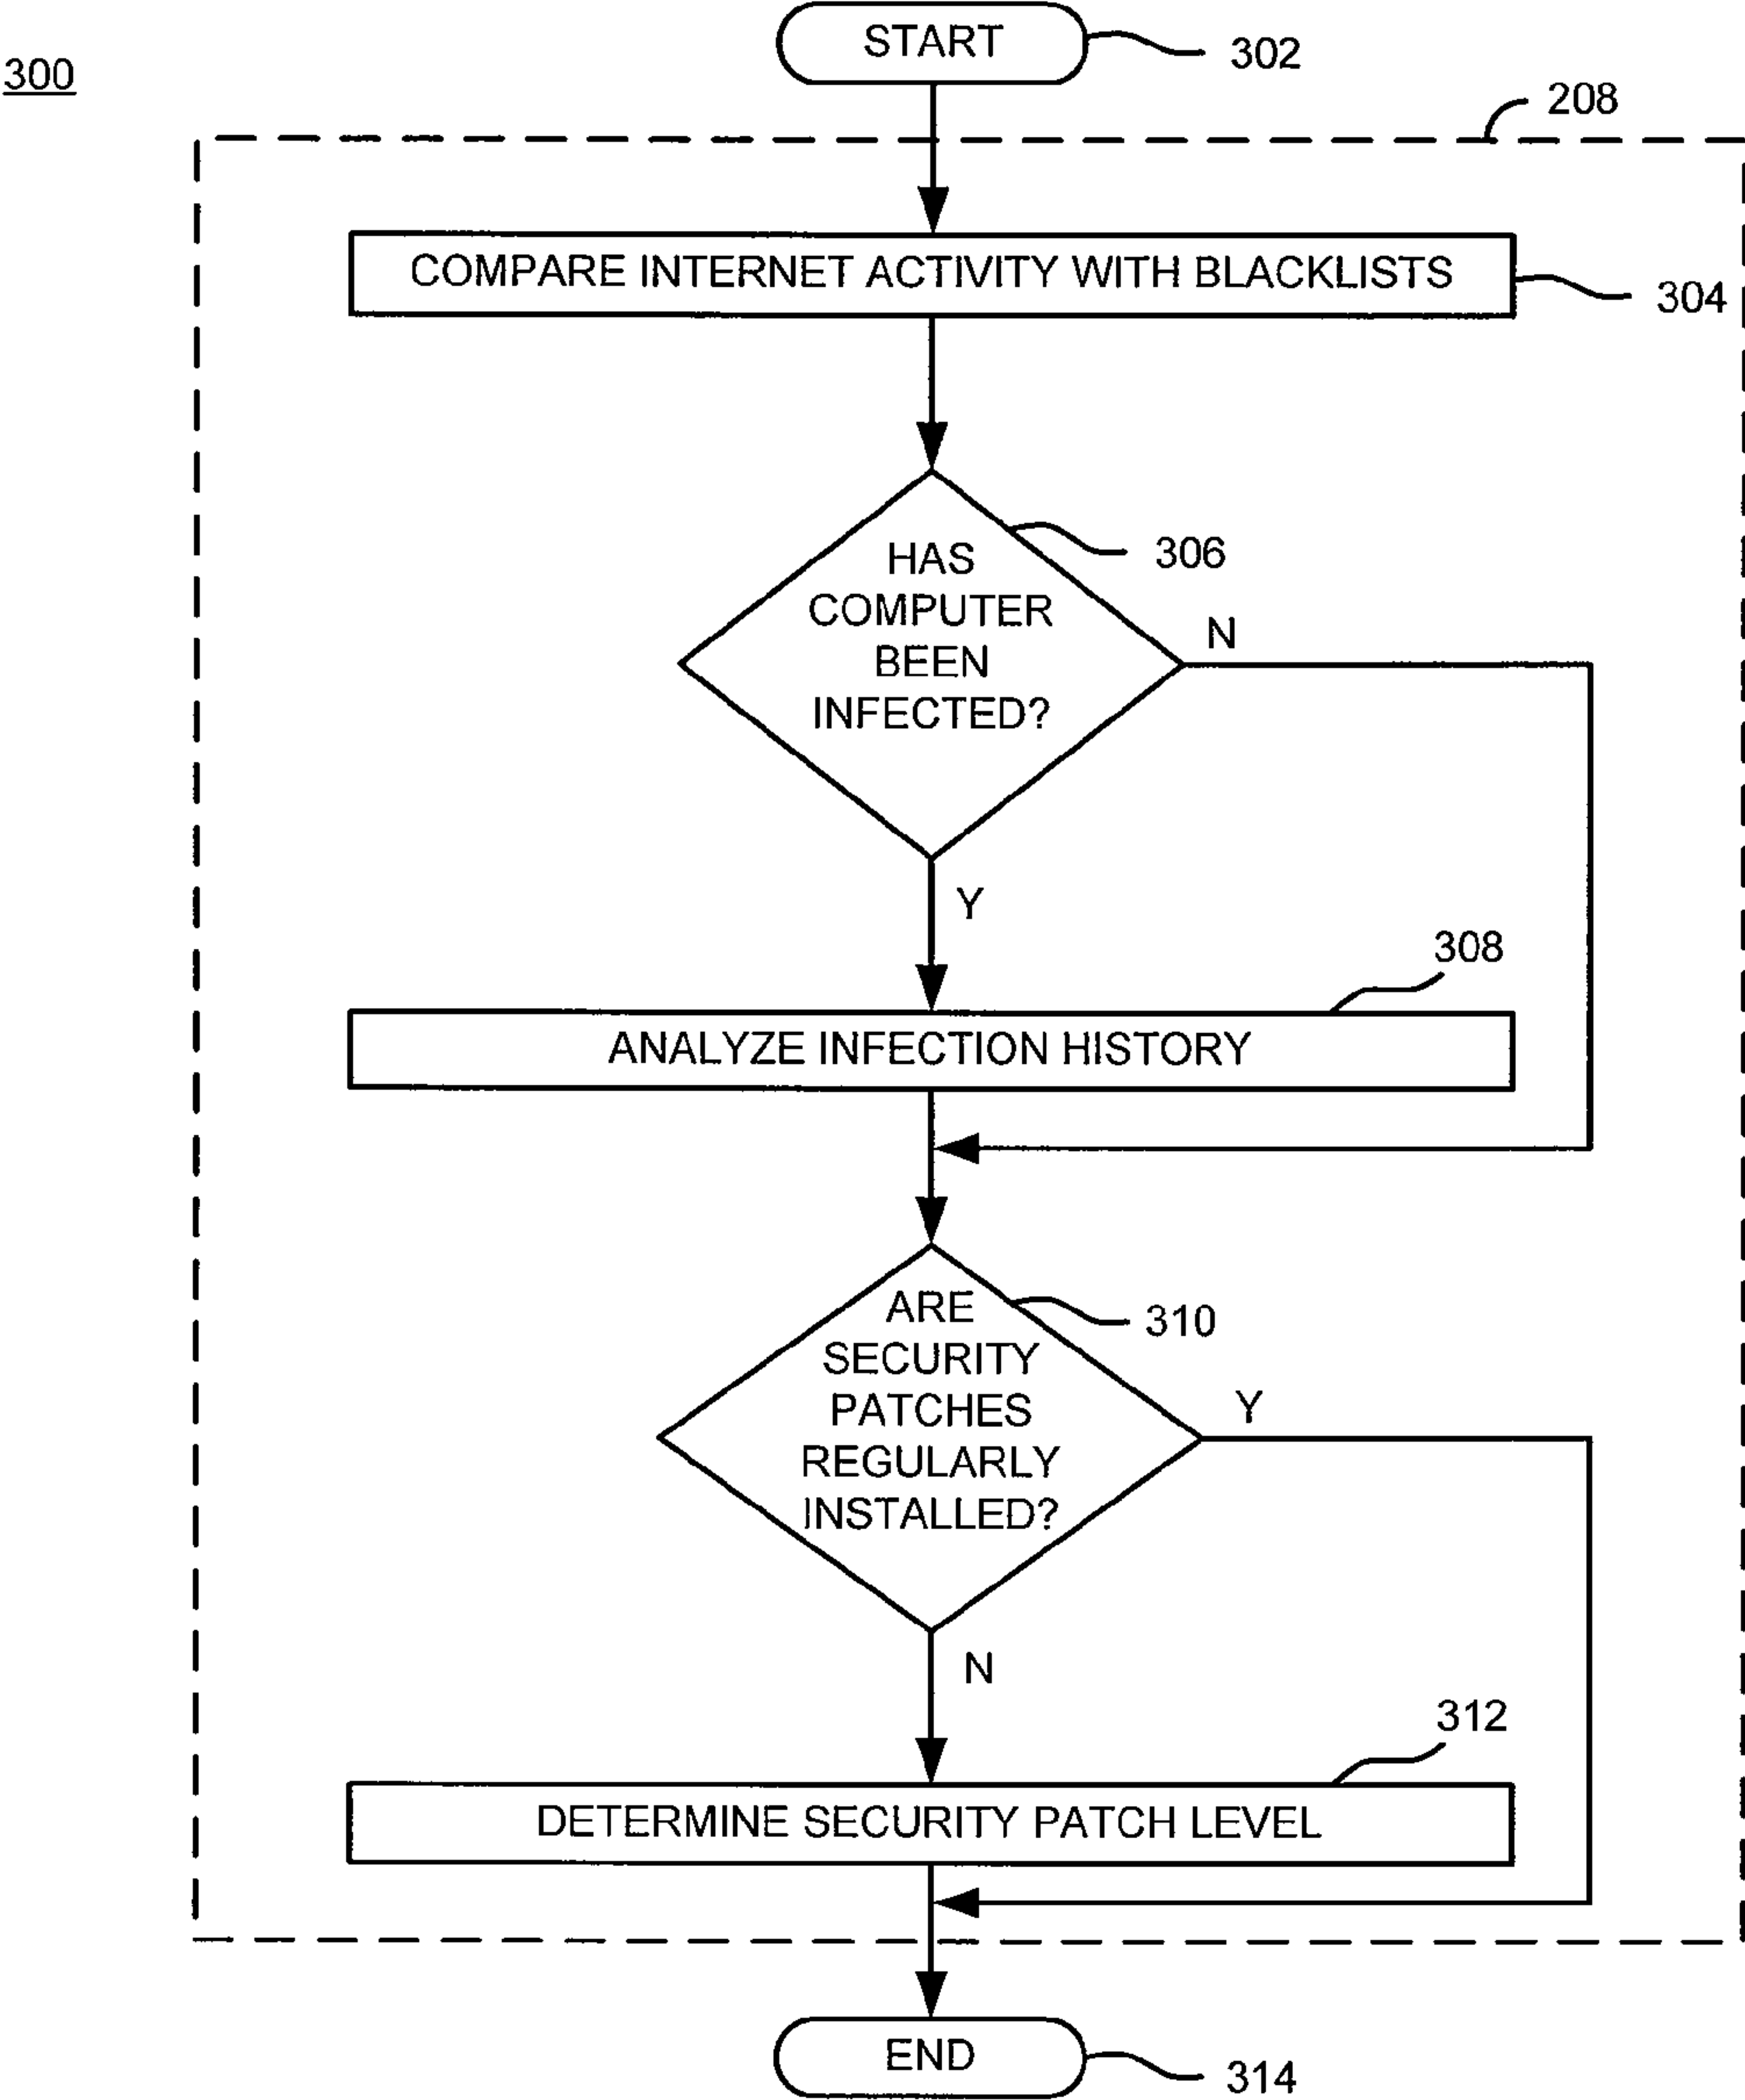 START
302
300
208
COMPARE INTERNET ACTIVITY WITH BLACKLISTS
304
HAS
COMPUTER
BEEN
INFECTED?
306
N
Y
308
ANALYZE INFECTION HISTORY
ARE
SECURITY
PATCHES
REGULARLY
INSTALLED?
310
Y
N
312
DETERMINE SECURITY PATCH LEVEL
END
314